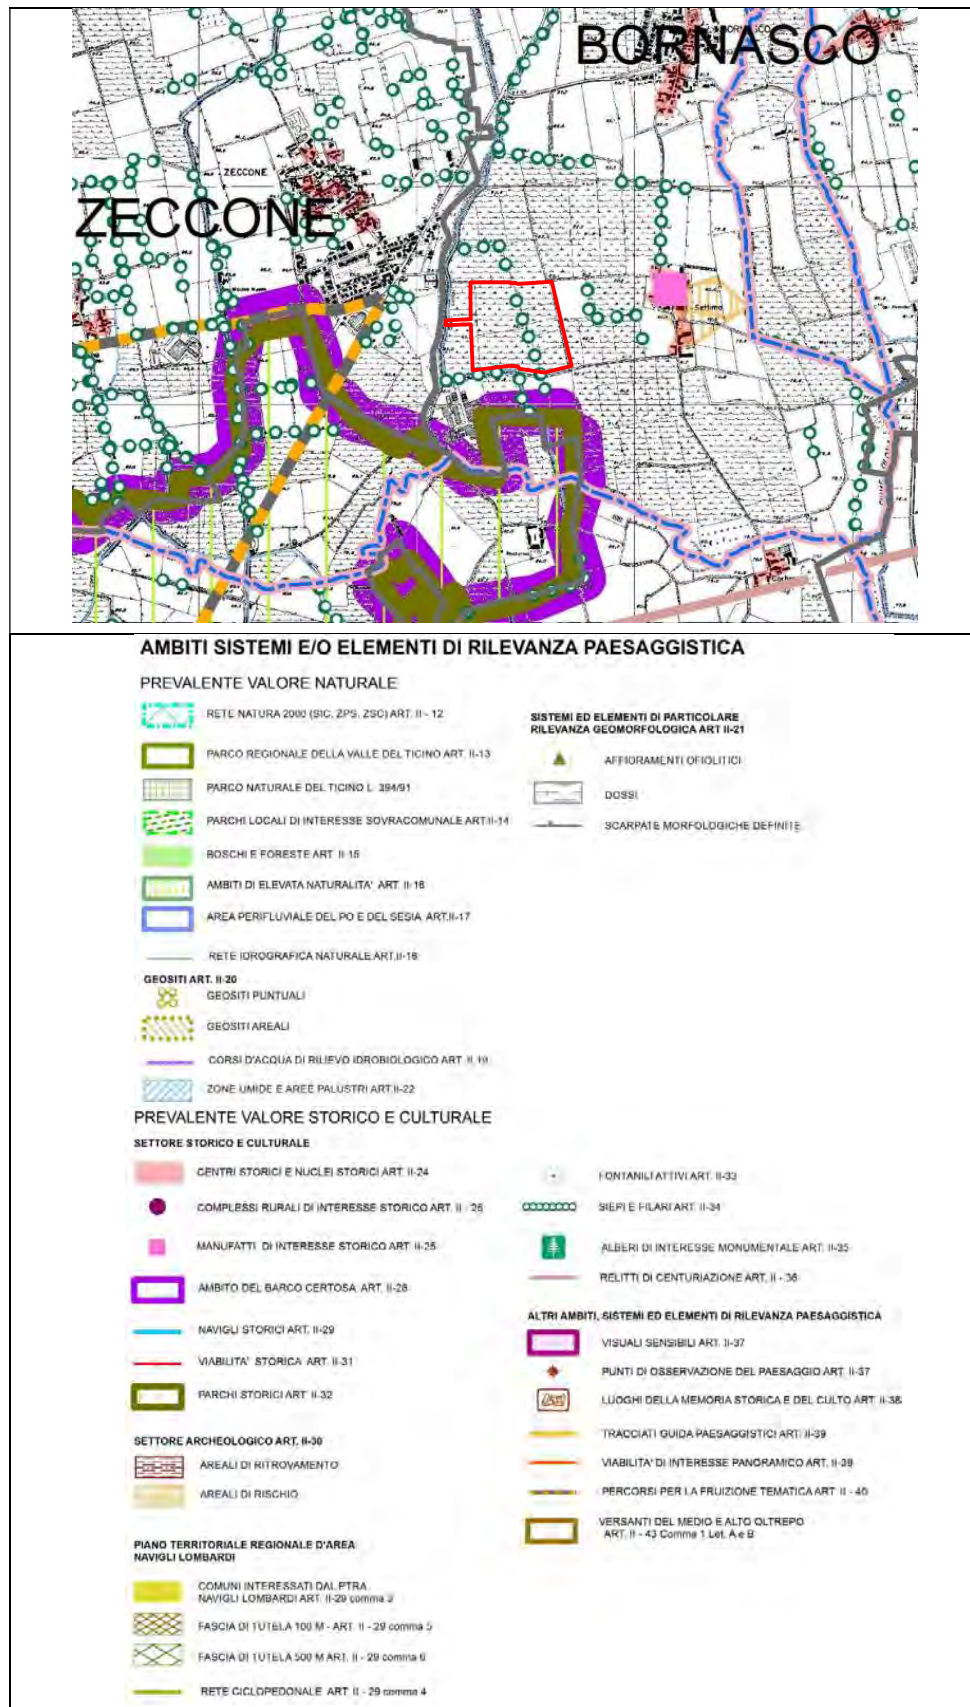 BORNASCO
ZECCONE
ZECCONE
AMBITI SISTEMI E/O ELEMENTI DI RILEVANZA PAESAGGISTICA
PREVALENTE VALORE NATURALE
RETE NATURA 2000 (SIC, ZPS, ZSC) ART. II - 12
PARCO REGIONALE DELLA VALLE DEL TICINO ART. II-13
PARCO NATURALE DEL TICINO L. 394/91
PARCHI LOCALI DI INTERESSE SOVRACOMUNALE ART.II-14
BOSCHI E FORESTE ART. II-15
AMBITI DI ELEVATA NATURALITA' ART. II-16
AREA PERIFLUVIALE DEL PO E DEL SESIA ART.II-17
RETE IDROGRAFICA NATURALE ART.II-18
GEOSITI ART. II-20
GEOSITI PUNTUALI
GEOSITI AREALI
CORSI D'ACQUA DI RILIEVO IDROBIOLOGICO ART. II.19
ZONE UMIDE E AREE PALUSTRI ART.II-22
SISTEMI ED ELEMENTI DI PARTICOLARE
RILEVANZA GEOMORFOLOGICA ART II-21
AFFIORAMENTI OFIOLITICI
DOSSI
SCARPATE MORFOLOGICHE DEFINITE
PREVALENTE VALORE STORICO E CULTURALE
SETTORE STORICO E CULTURALE
CENTRI STORICI E NUCLEI STORICI ART. II-24
COMPLESSI RURALI DI INTERESSE STORICO ART. II - 25
MANUFATTI DI INTERESSE STORICO ART. II-25
AMBITO DEL BARCO CERTOSA ART. II-28
NAVIGLI STORICI ART. II-29
VIABILITA' STORICA ART. II-31
PARCHI STORICI ART. II-32
SETTORE ARCHEOLOGICO ART. II-30
AREALI DI RITROVAMENTO
AREALI DI RISCHIO
PIANO TERRITORIALE REGIONALE D'AREA
NAVIGLI LOMBARDI
COMUNI INTERESSATI DAL PTRA
NAVIGLI LOMBARDI ART. II-29 comma 3
FASCIA DI TUTELA 100 M - ART. II - 29 comma 5
FASCIA DI TUTELA 500 M ART. II - 29 comma 6
RETE CICLOPEDONALE ART. II - 29 comma 4
FONTANILI ATTIVI ART. II-33
SIEPI E FILARI ART. II-34
ALBERI DI INTERESSE MONUMENTALE ART. II-35
RELITTI DI CENTURIAZIONE ART. II - 36
ALTRI AMBITI, SISTEMI ED ELEMENTI DI RILEVANZA PAESAGGISTICA
VISUALI SENSIBILI ART. II-37
PUNTI DI OSSERVAZIONE DEL PAESAGGIO ART. II-37
LUOGHI DELLA MEMORIA STORICA E DEL CULTO ART. II-38
TRACCIATI GUIDA PAESAGGISTICI ART. II-39
VIABILITA' DI INTERESSE PANORAMICO ART. II-39
PERCORSI PER LA FRUIZIONE TEMATICA ART. II - 40
VERSANTI DEL MEDIO E ALTO OLTREPO
ART. II - 43 Comma 1 Let. A e B